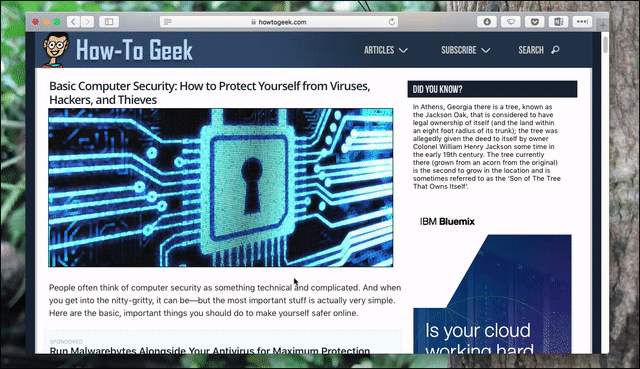 howtogeek.com
How-To Geek
ARTICLES
SUBSCRIBE
SEARCH
Basic Computer Security: How to Protect Yourself from Viruses,
Hackers, and Thieves
People often think of computer security as something technical and complicated. And when
you get into the nitty-gritty, it can be—but the most important stuff is actually very simple.
Here are the basic, important things you should do to make yourself safer online.
SPONSORED
Run Malwarebytes Alongside Your Antivirus for Maximum Protection
DID YOU KNOW?
In Athens, Georgia there is a tree, known as
the Jackson Oak, that is considered to have
legal ownership of itself (and the land within
an eight foot radius of its trunk); the tree was
allegedly given the deed to itself by owner
Colonel William Henry Jackson some time in
the early 19th century. The tree currently
there (grown from an acorn from the original)
is the second to grow in the location and is
sometimes referred to as the 'Son of The Tree
That Owns Itself'.
IBM Bluemix
Is your cloud
working hard